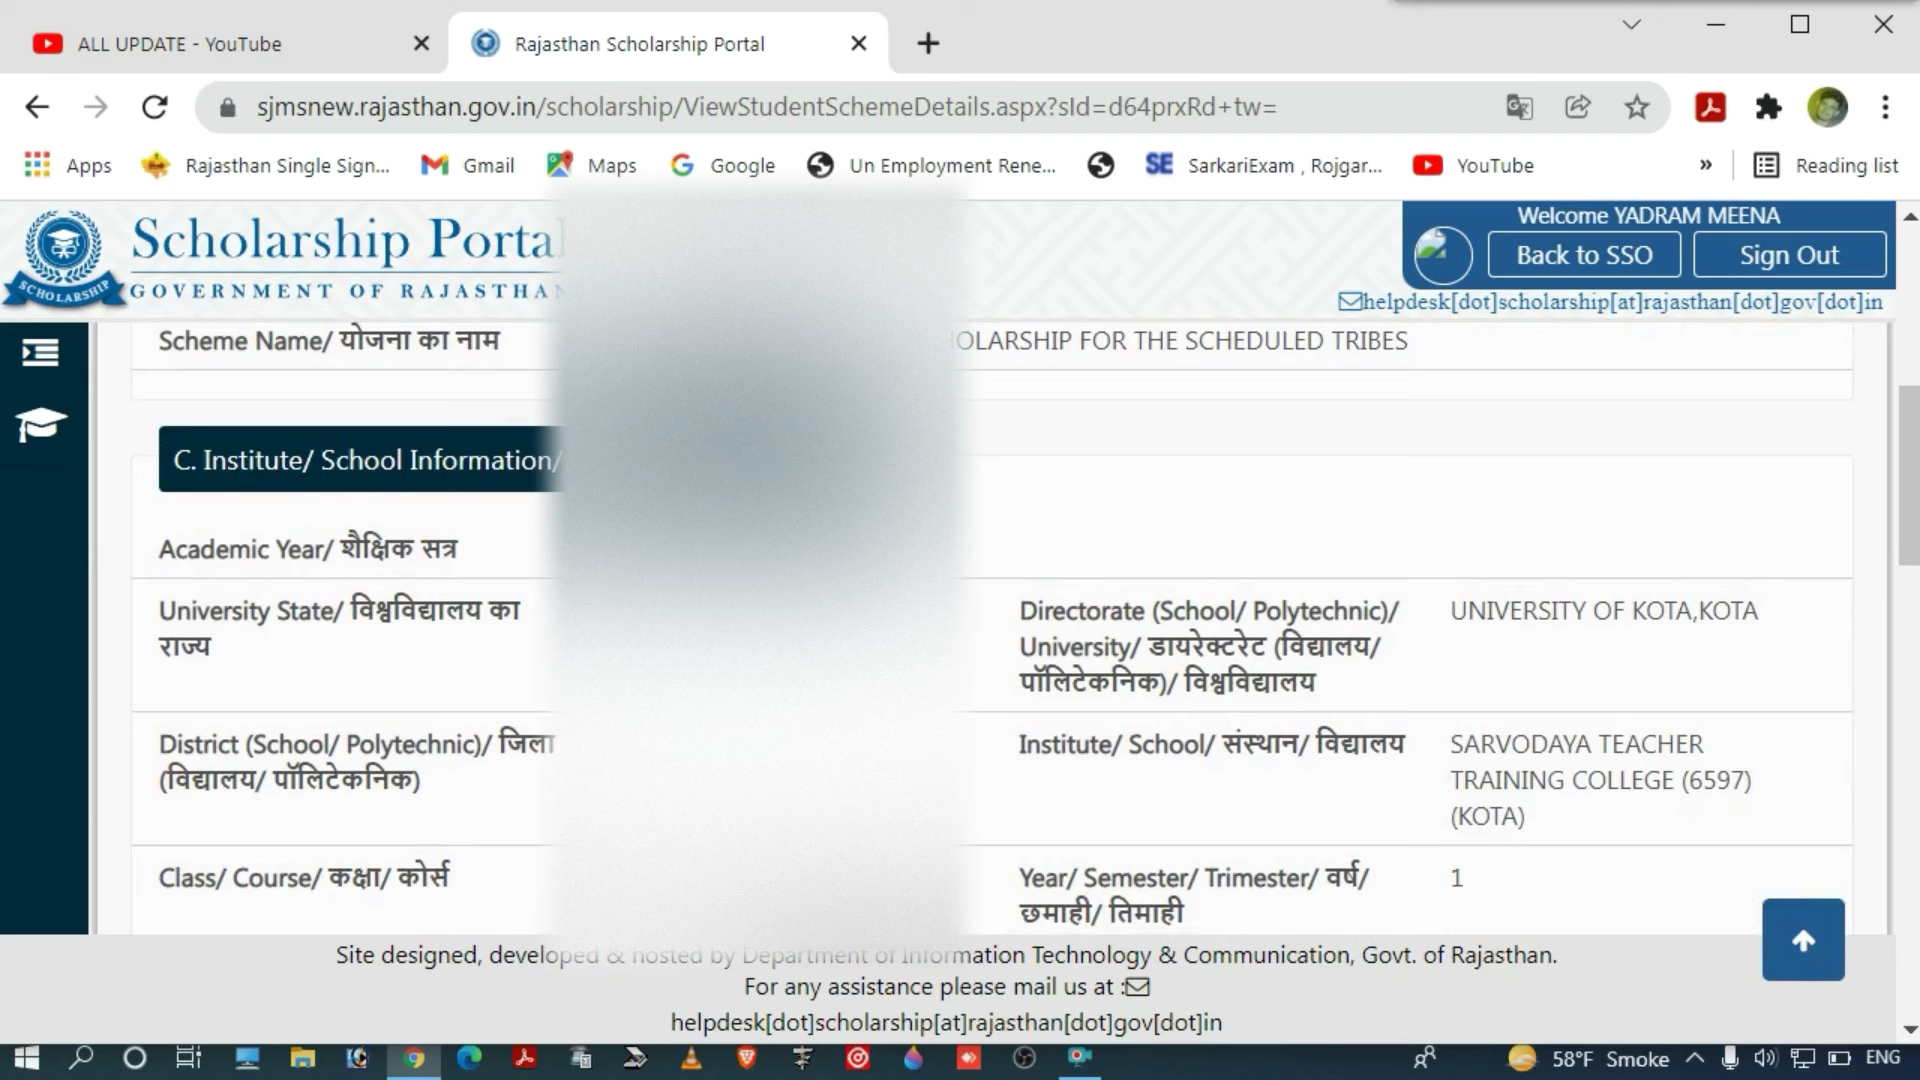 ALL UPDATE - YouTube
Rajasthan Scholarship Portal
sjmsnew.rajasthan.gov.in/scholarship/ViewStudentSchemeDetails.aspx?sId=d64prxRd+tw=
Apps
Rajasthan Single Sign...
Gmail
Maps
Google
Un Employment Rene...
SE
SarkariExam , Rojgar...
YouTube
»
Reading list
SCHOLARSHIP
Scholarship Portal
GOVERNMENT OF RAJASTHAN
Welcome YADRAM MEENA
Back to SSO
Sign Out
helpdesk[dot]scholarship[at]rajasthan[dot]gov[dot]in
Scheme Name/ योजना का नाम
FOR THE SCHEDULED TRIBES
C. Institute/ School Information/
Academic Year/ शैक्षिक सत्र
University State/ विश्वविद्यालय का
राज्य
Directorate (School/ Polytechnic)/
University/ डायरेक्टरेट (विद्यालय/
पॉलिटेकनिक)/ विश्वविद्यालय
UNIVERSITY OF KOTA,KOTA
District (School/ Polytechnic)/ जिला
(विद्यालय/ पॉलिटेकनिक)
Institute/ School/ संस्थान/ विद्यालय
SARVODAYA TEACHER
TRAINING COLLEGE (6597)
(KOTA)
Class/ Course/ कक्षा/ कोर्स
Year/ Semester/ Trimester/ वर्ष/
छमाही/ तिमाही
1
Site designed, developed & hosted by Department of Information Technology & Communication, Govt. of Rajasthan.
For any assistance please mail us at :
helpdesk[dot]scholarship[at]rajasthan[dot]gov[dot]in
58°F Smoke
ENG